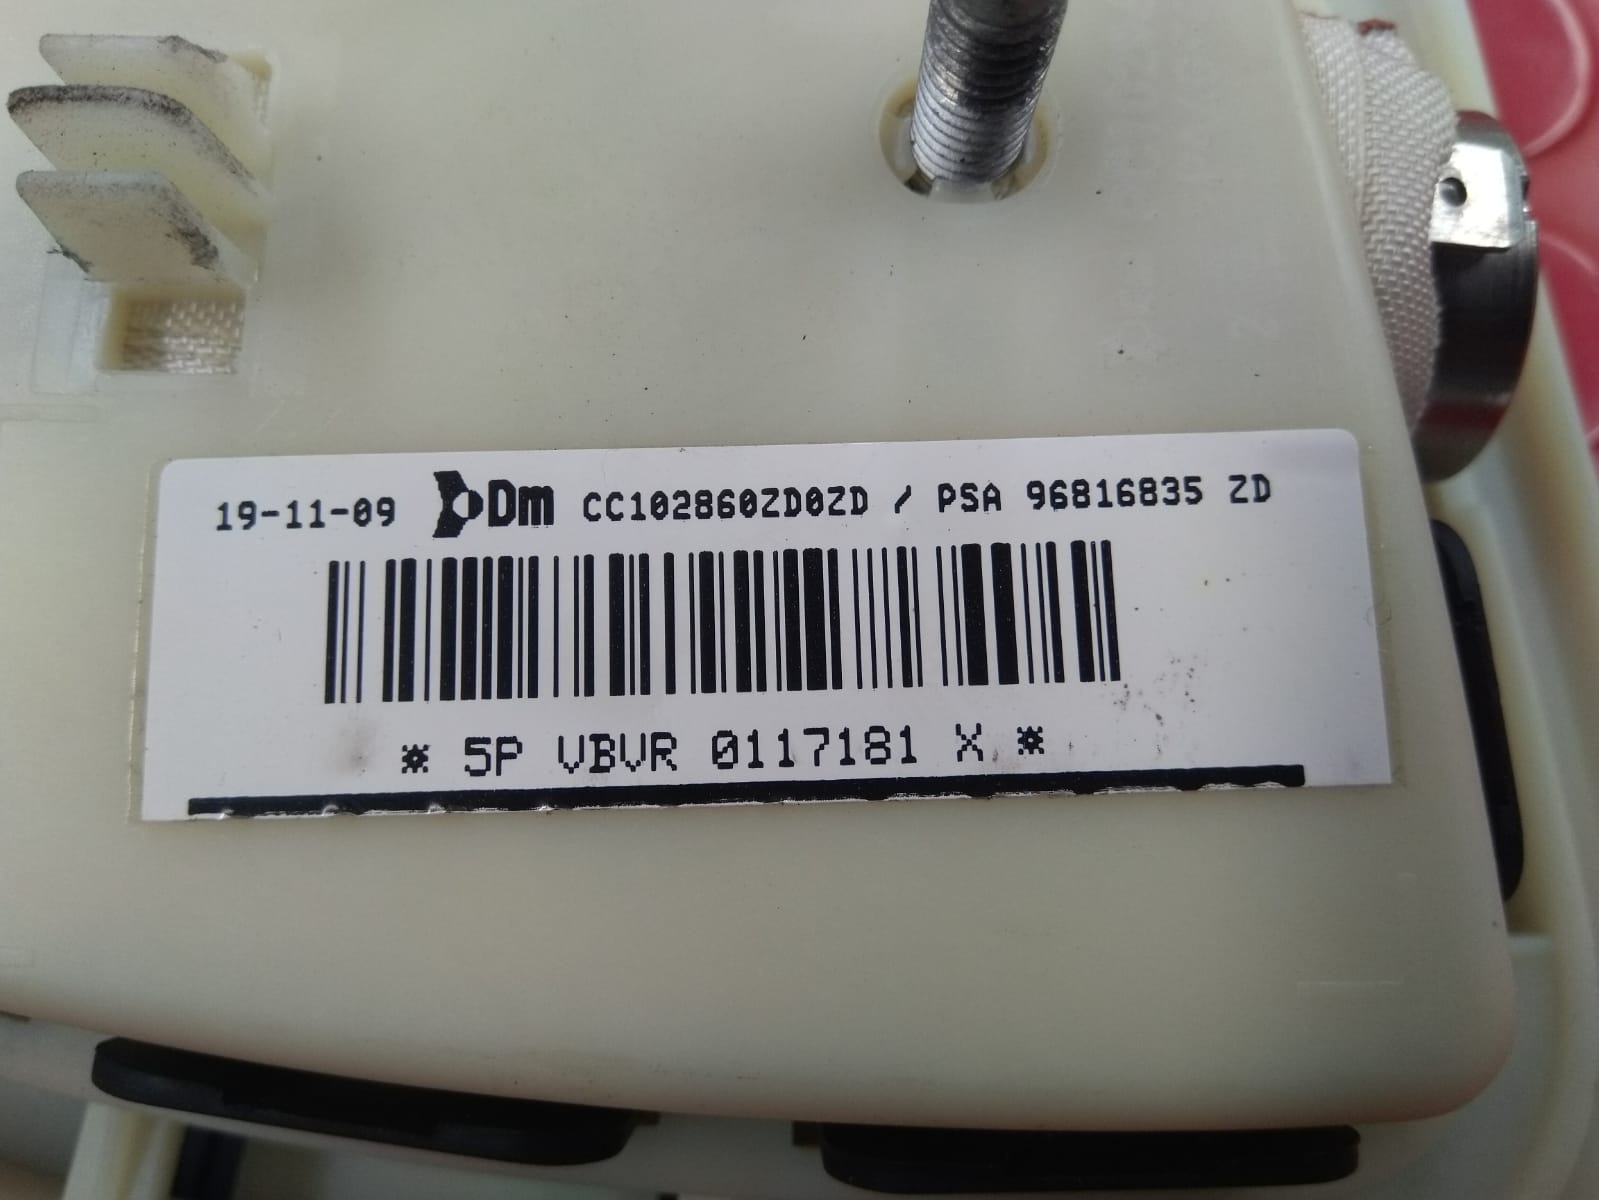 19-11-09 Dm CC102860ZD0ZD / PSA 96816835 ZD
* 5P VBVR 0117181 X *